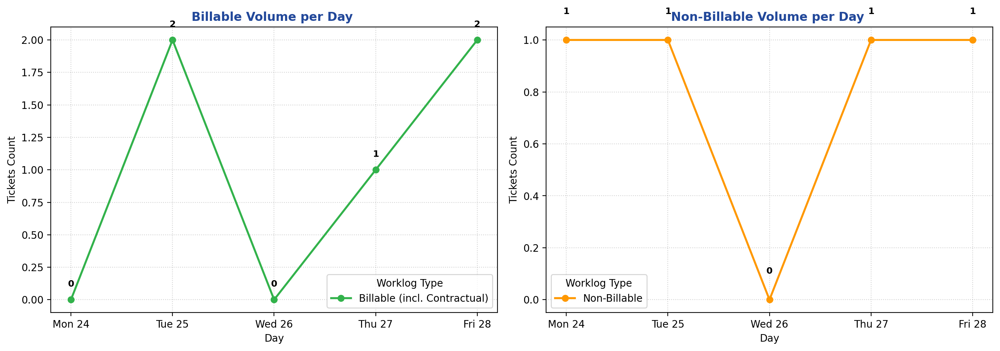 Billable Volume per Day
2
2
2.00
1.75
1.50
1.25
1
1.00
0.75
0.50
0.25
0
0
0.00
Tickets Count
Worklog Type
Billable (incl. Contractual)
Mon 24
Tue 25
Wed 26
Thu 27
Fri 28
Day
1
1
1
1
Non-Billable Volume per Day
1.0
0.8
0.6
0.4
0.2
0
0.0
Tickets Count
Worklog Type
Non-Billable
Mon 24
Tue 25
Wed 26
Thu 27
Fri 28
Day